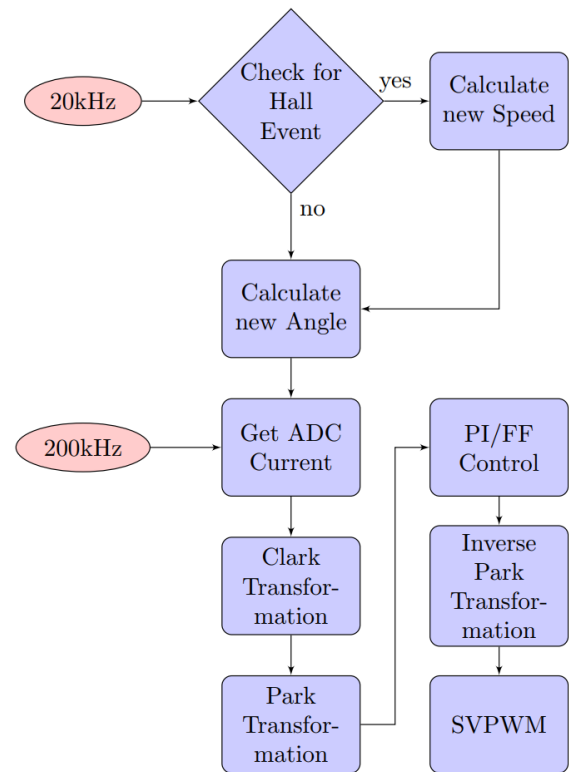 20kHz
Check for
Hall
Event
yes
Calculate
new Speed
no
Calculate
new Angle
200kHz
Get ADC
Current
Clark
Transfor-
mation
Park
Transfor-
mation
PI/FF
Control
Inverse
Park
Transfor-
mation
SVPWM